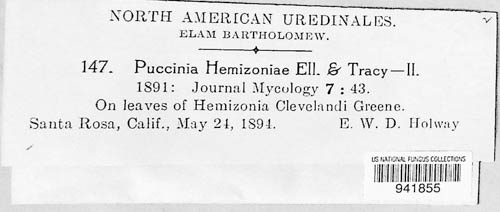 NORTH AMERICAN UREDINALES.
ELAM BARTHOLOMEW.
147. Puccinia Hemizoniae Ell. & Tracy—II.
1891: Journal Mycology 7 : 43.
On leaves of Hemizonia Clevelandi Greene.
Santa Rosa, Calif., May 24, 1894. E. W. D. Holway
US NATIONAL FUNGUS COLLECTIONS
941855